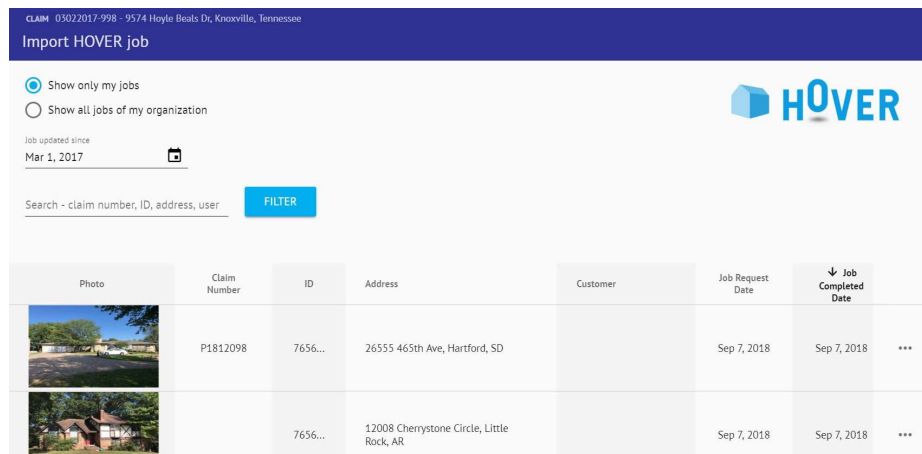 CLAIM 03022017-998 - 9574 Hoyle Beals Dr, Knoxville, Tennessee
Import HOVER job
Show only my jobs
Show all jobs of my organization
HOVER
Job updated since
Mar 1, 2017
Search - claim number, ID, address, user
FILTER
Photo
Claim
Number
ID
Address
Customer
Job Request
Date
Job
Completed
Date
P1812098
7656...
26555 465th Ave, Hartford, SD
Sep 7, 2018
Sep 7, 2018
7656...
12008 Cherrystone Circle, Little
Rock, AR
Sep 7, 2018
Sep 7, 2018